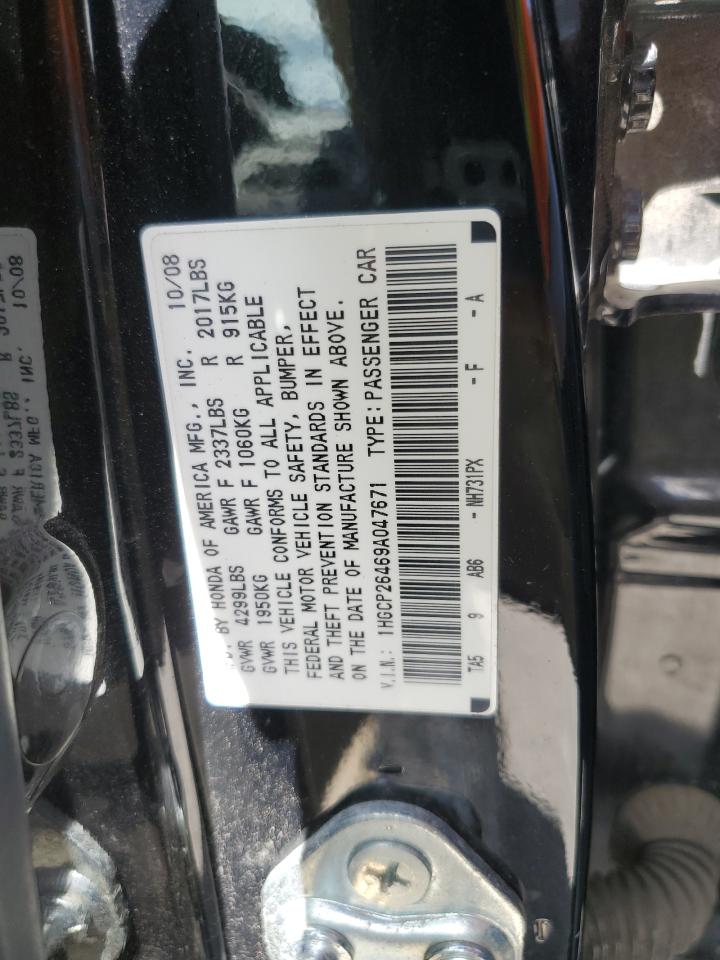 BY HONDA OF AMERICA MFG., INC. 10/08
GVWR 4299LBS GAWR F 2337LBS R 2017LBS
GVWR 1950KG GAWR F 1060KG R 915KG
THIS VEHICLE CONFORMS TO ALL APPLICABLE
FEDERAL MOTOR VEHICLE SAFETY, BUMPER,
AND THEFT PREVENTION STANDARDS IN EFFECT
ON THE DATE OF MANUFACTURE SHOWN ABOVE.
V.I.N.: 1HGCP26469A047671 TYPE: PASSENGER CAR
TA5 9 AB6 - NH731PX - F - A